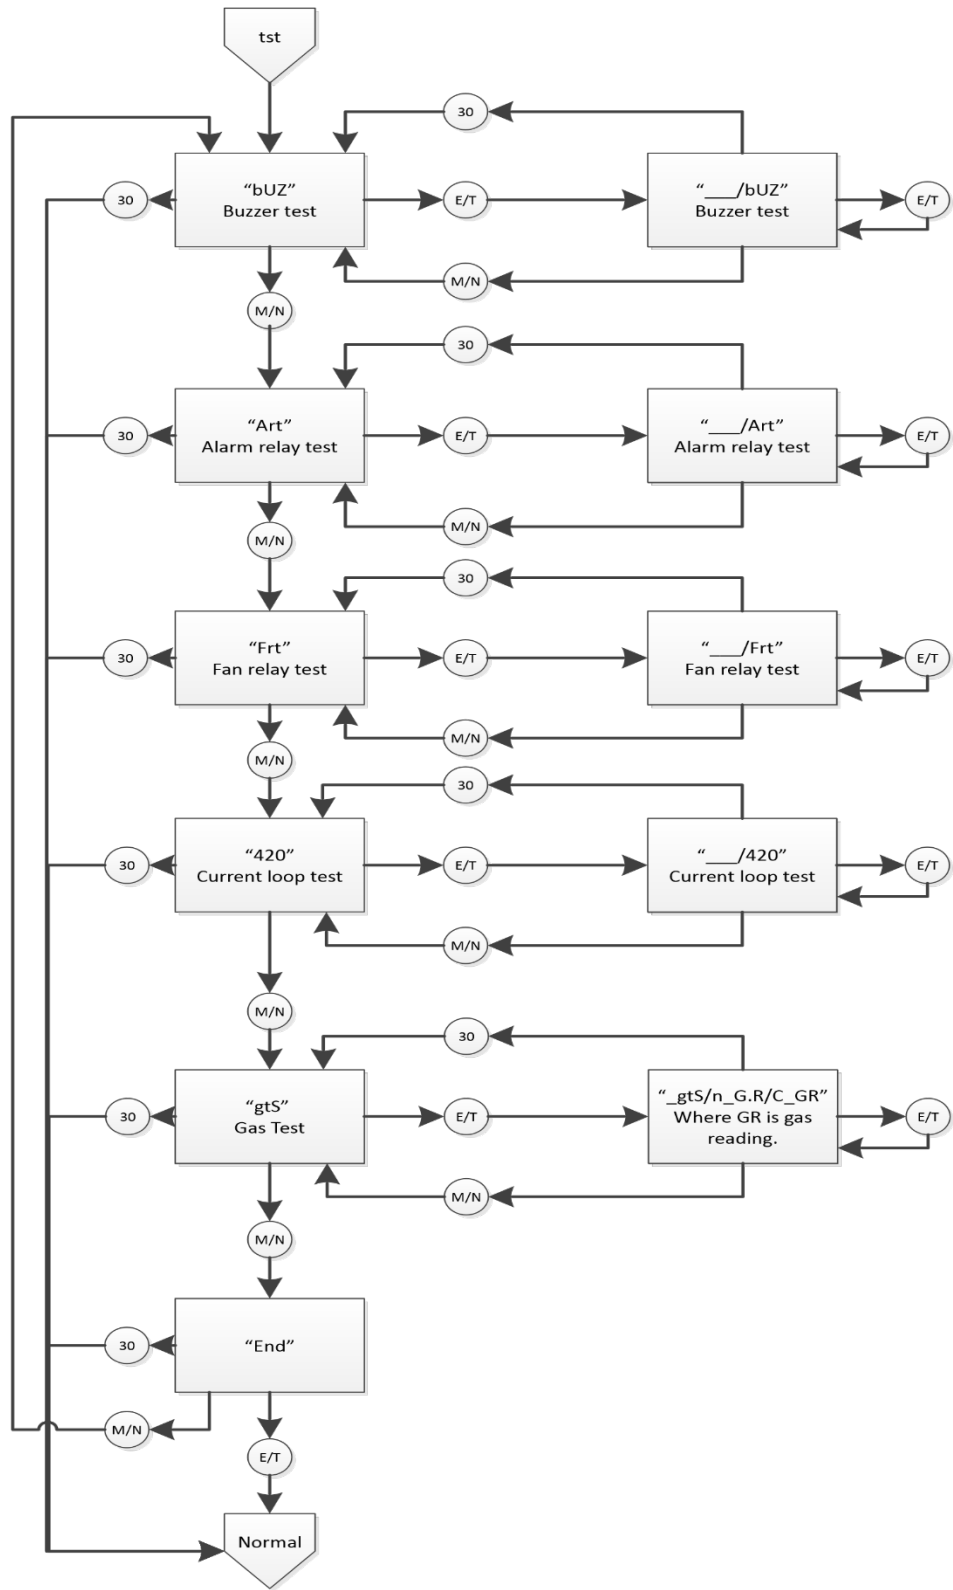 tst
30
30
“bUZ”
Buzzer test
E/T
“___/bUZ”
Buzzer test
E/T
M/N
M/N
30
30
“Art”
Alarm relay test
E/T
“___/Art”
Alarm relay test
E/T
M/N
M/N
30
30
“Frt”
Fan relay test
E/T
“___/Frt”
Fan relay test
E/T
M/N
M/N
30
30
“420”
Current loop test
E/T
“___/420”
Current loop test
E/T
M/N
M/N
30
30
“gtS”
Gas Test
E/T
“_gtS/n_G.R/C_GR”
Where GR is gas
reading.
E/T
M/N
M/N
30
“End”
M/N
E/T
Normal